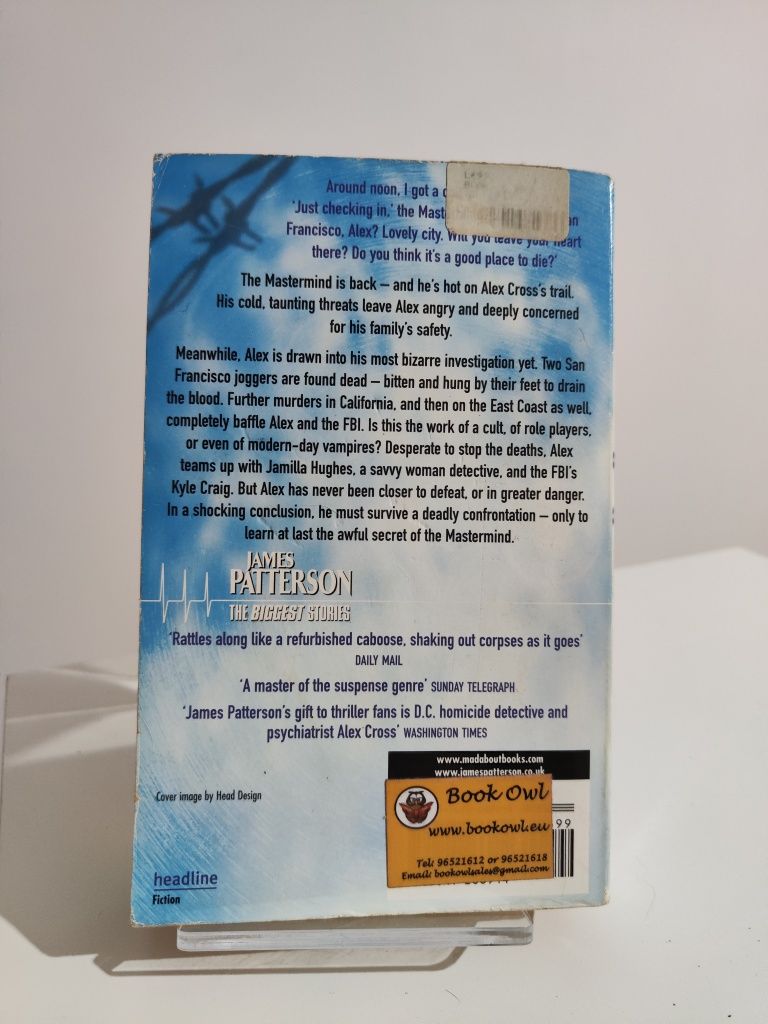 Around noon, I got a
'Just checking in,' the Mast
Francisco, Alex? Lovely city. Will you leave your heart
there? Do you think it's a good place to die?'
The Mastermind is back – and he's hot on Alex Cross's trail.
His cold, taunting threats leave Alex angry and deeply concerned
for his family's safety.
Meanwhile, Alex is drawn into his most bizarre investigation yet. Two San
Francisco joggers are found dead – bitten and hung by their feet to drain
the blood. Further murders in California, and then on the East Coast as well,
completely baffle Alex and the FBI. Is this the work of a cult, of role players,
or even of modern-day vampires? Desperate to stop the deaths, Alex
teams up with Jamilla Hughes, a savvy woman detective, and the FBI's
Kyle Craig. But Alex has never been closer to defeat, or in greater danger.
In a shocking conclusion, he must survive a deadly confrontation – only to
learn at last the awful secret of the Mastermind.
JAMES
PATTERSON
THE BIGGEST STORIES
'Rattles along like a refurbished caboose, shaking out corpses as it goes'
DAILY MAIL
'A master of the suspense genre' SUNDAY TELEGRAPH
'James Patterson's gift to thriller fans is D.C. homicide detective and
psychiatrist Alex Cross' WASHINGTON TIMES
www.madaboutbooks.com
www.jamespatterson.co.uk
Cover image by Head Design
Book Owl
www.bookowl.eu
99
Tel: 96521612 or 96521618
Email: bookowlsales@gmail.com
headline
Fiction